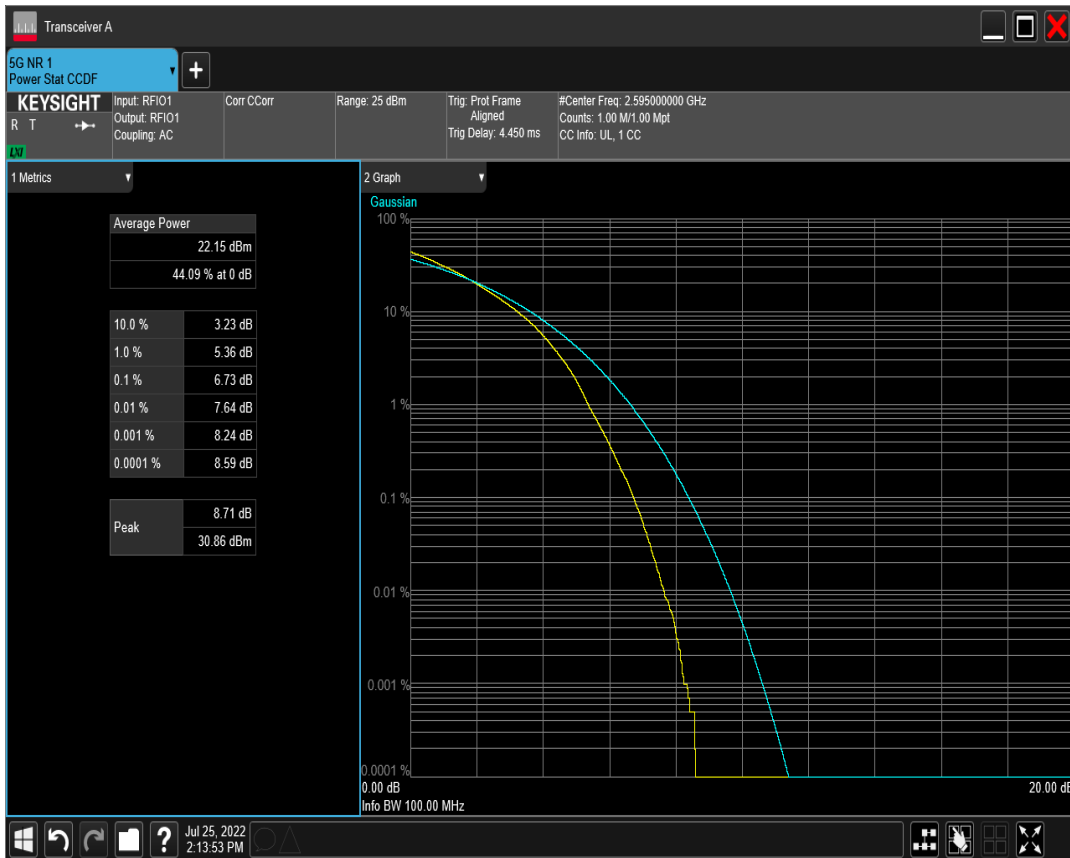 Transceiver A
5G NR 1
Power Stat CCDF
+
KEYSIGHT
R T
LXI
Input: RFIO1
Output: RFIO1
Coupling: AC
Corr CCorr
Range: 25 dBm
Trig: Prot Frame
Aligned
Trig Delay: 4.450 ms
#Center Freq: 2.595000000 GHz
Counts: 1.00 M/1.00 Mpt
CC Info: UL, 1 CC
1 Metrics
Average Power
22.15 dBm
44.09 % at 0 dB
10.0 % 3.23 dB
1.0 % 5.36 dB
0.1 % 6.73 dB
0.01 % 7.64 dB
0.001 % 8.24 dB
0.0001 % 8.59 dB
Peak
8.71 dB
30.86 dBm
2 Graph
Gaussian
100 %
10 %
1 %
0.1 %
0.01 %
0.001 %
0.0001 %
0.00 dB 20.00 dB
Info BW 100.00 MHz
?
Jul 25, 2022
2:13:53 PM